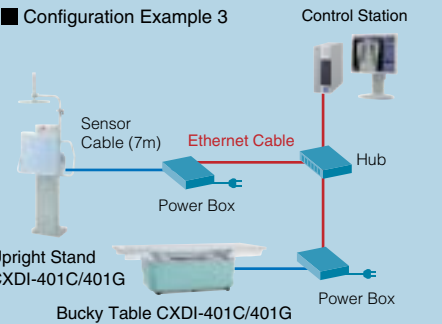 Configuration Example 3
Control Station
Sensor
Cable (7m)
Ethernet Cable
Hub
Power Box
Upright Stand
CXDI-401C/401G
Power Box
Bucky Table CXDI-401C/401G